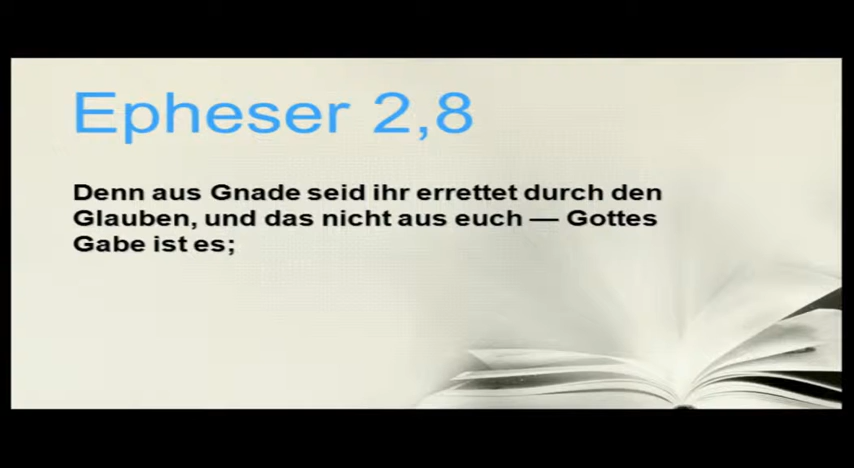 Epheser 2,8
Denn aus Gnade seid ihr errettet durch den
Glauben, und das nicht aus euch — Gottes
Gabe ist es;